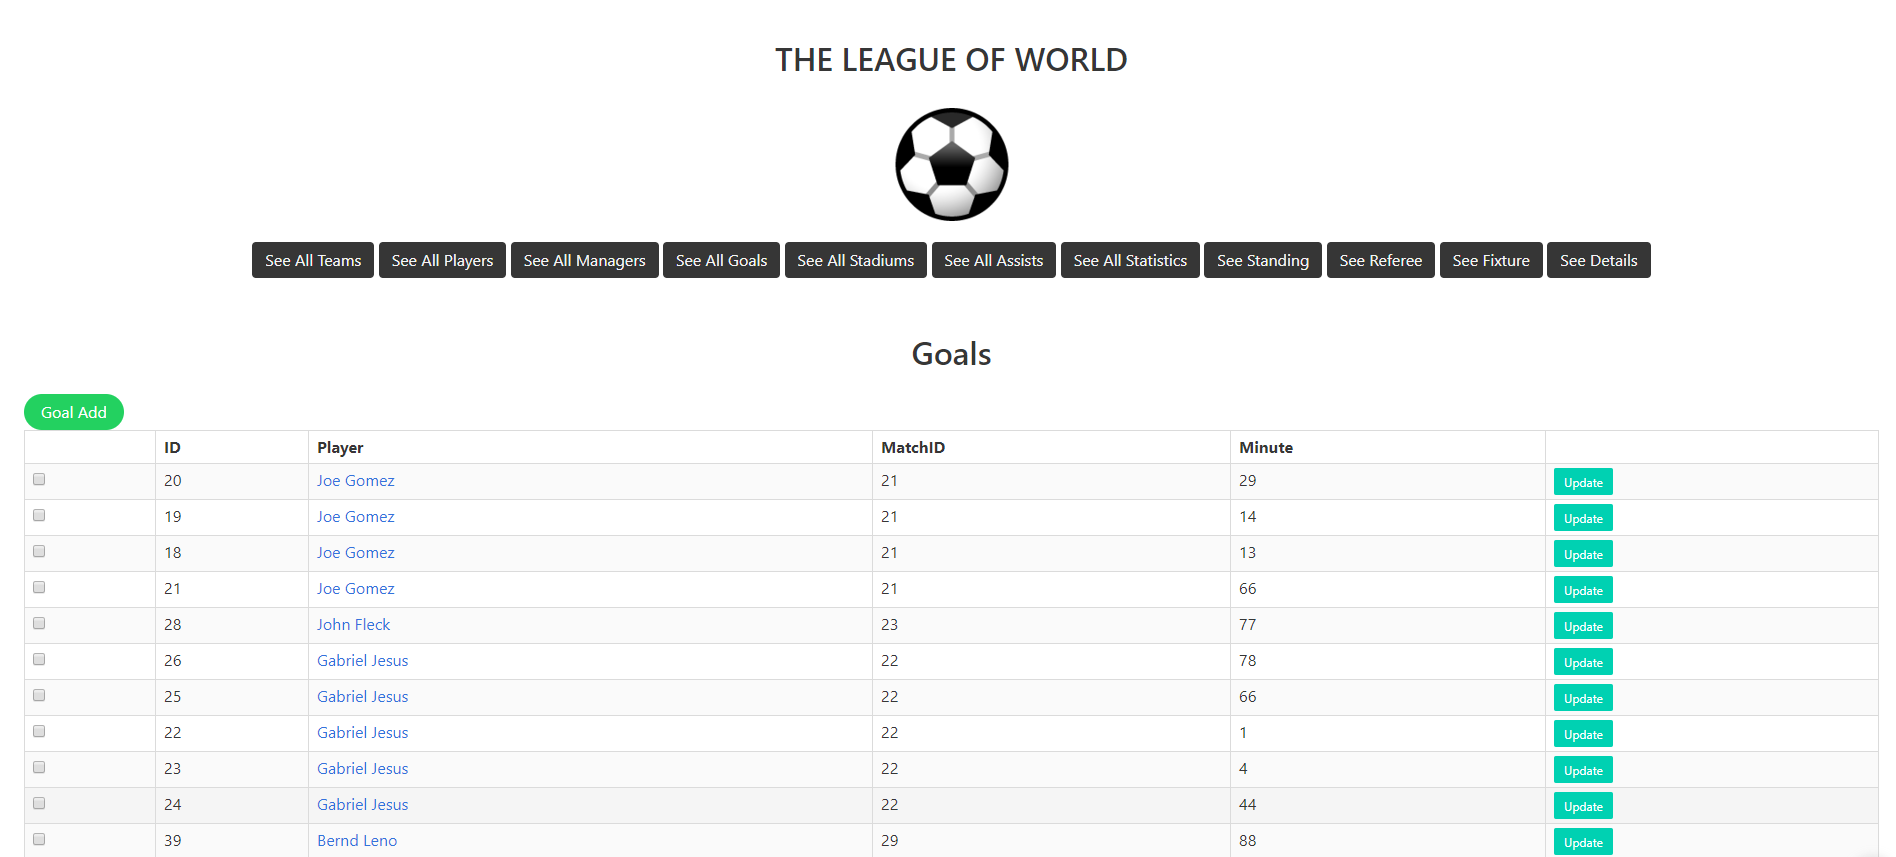 THE LEAGUE OF WORLD
See All Teams See All Players See All Managers See All Goals See All Stadiums See All Assists See All Statistics See Standing See Referee See Fixture See Details
Goals
Goal Add
ID Player MatchID Minute
20 Joe Gomez 21 29 Update
19 Joe Gomez 21 14 Update
18 Joe Gomez 21 13 Update
21 Joe Gomez 21 66 Update
28 John Fleck 23 77 Update
26 Gabriel Jesus 22 78 Update
25 Gabriel Jesus 22 66 Update
22 Gabriel Jesus 22 1 Update
23 Gabriel Jesus 22 4 Update
24 Gabriel Jesus 22 44 Update
39 Bernd Leno 29 88 Update